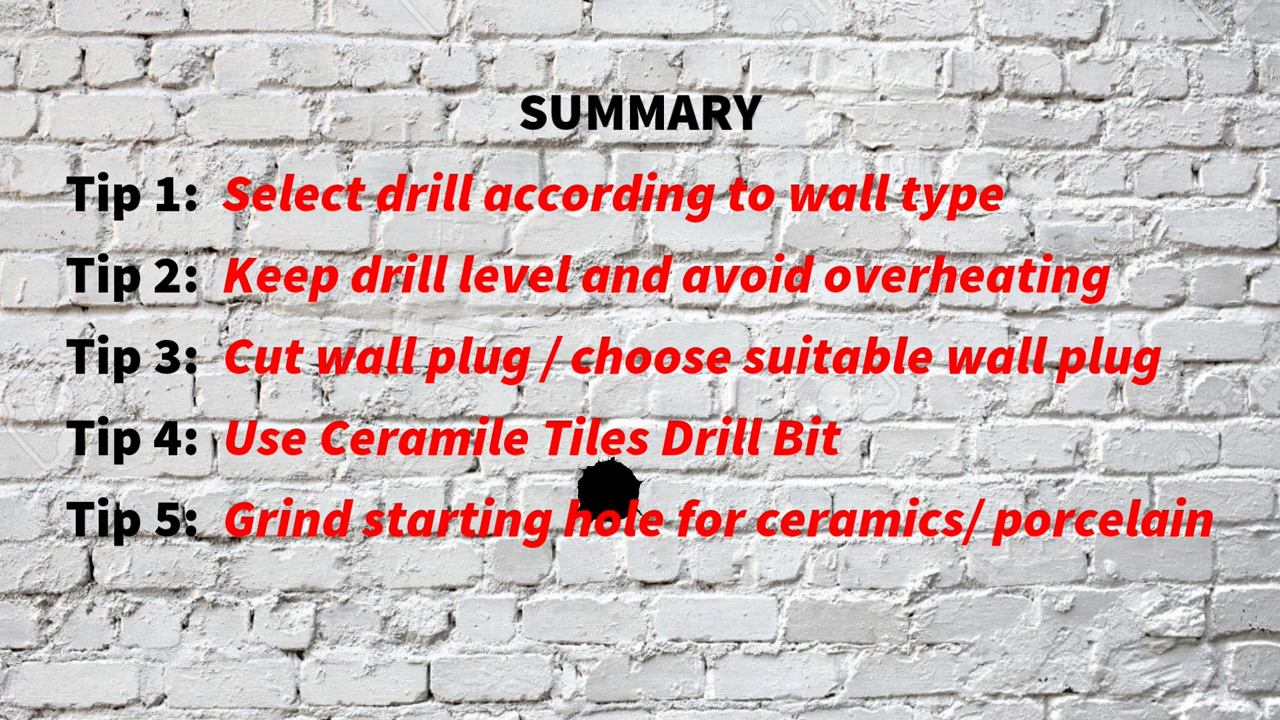 SUMMARY
Tip 1: Select drill according to wall type
Tip 2: Keep drill level and avoid overheating
Tip 3: Cut wall plug / choose suitable wall plug
Tip 4: Use Ceramile Tiles Drill Bit
Tip 5: Grind starting hole for ceramics/ porcelain